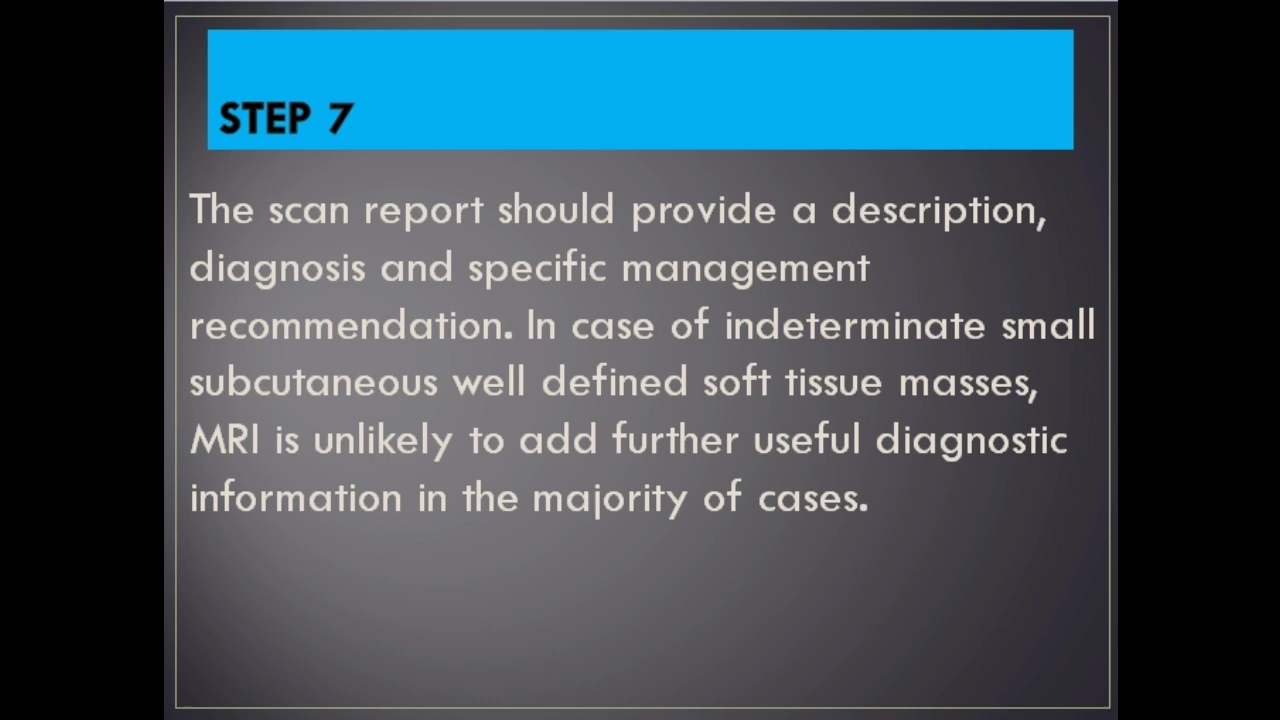 STEP 7
The scan report should provide a description,
diagnosis and specific management
recommendation. In case of indeterminate small
subcutaneous well defined soft tissue masses,
MRI is unlikely to add further useful diagnostic
information in the majority of cases.